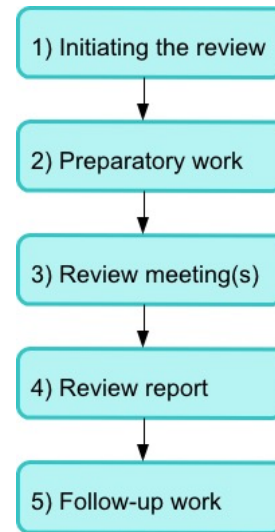 1) Initiating the review
2) Preparatory work
3) Review meeting(s)
4) Review report
5) Follow-up work